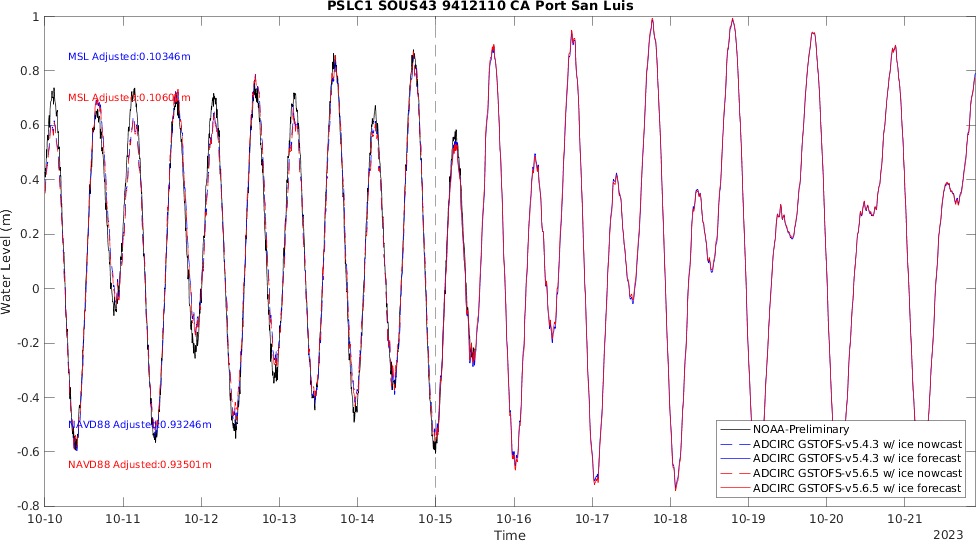 PSLC1 SOUS43 9412110 CA Port San Luis
1
0.8
0.6
0.4
0.2
0
-0.2
-0.4
-0.6
-0.8
Water Level (m)
MSL Adjusted:0.10346m
MSL Adjusted:0.10601m
NAVD88 Adjusted:0.93246m
NAVD88 Adjusted:0.93501m
NOAA-Preliminary
ADCIRC GSTOFS-v5.4.3 w/ ice nowcast
ADCIRC GSTOFS-v5.4.3 w/ ice forecast
ADCIRC GSTOFS-v5.6.5 w/ ice nowcast
ADCIRC GSTOFS-v5.6.5 w/ ice forecast
10-10 10-11 10-12 10-13 10-14 10-15 10-16 10-17 10-18 10-19 10-20 10-21
Time
2023